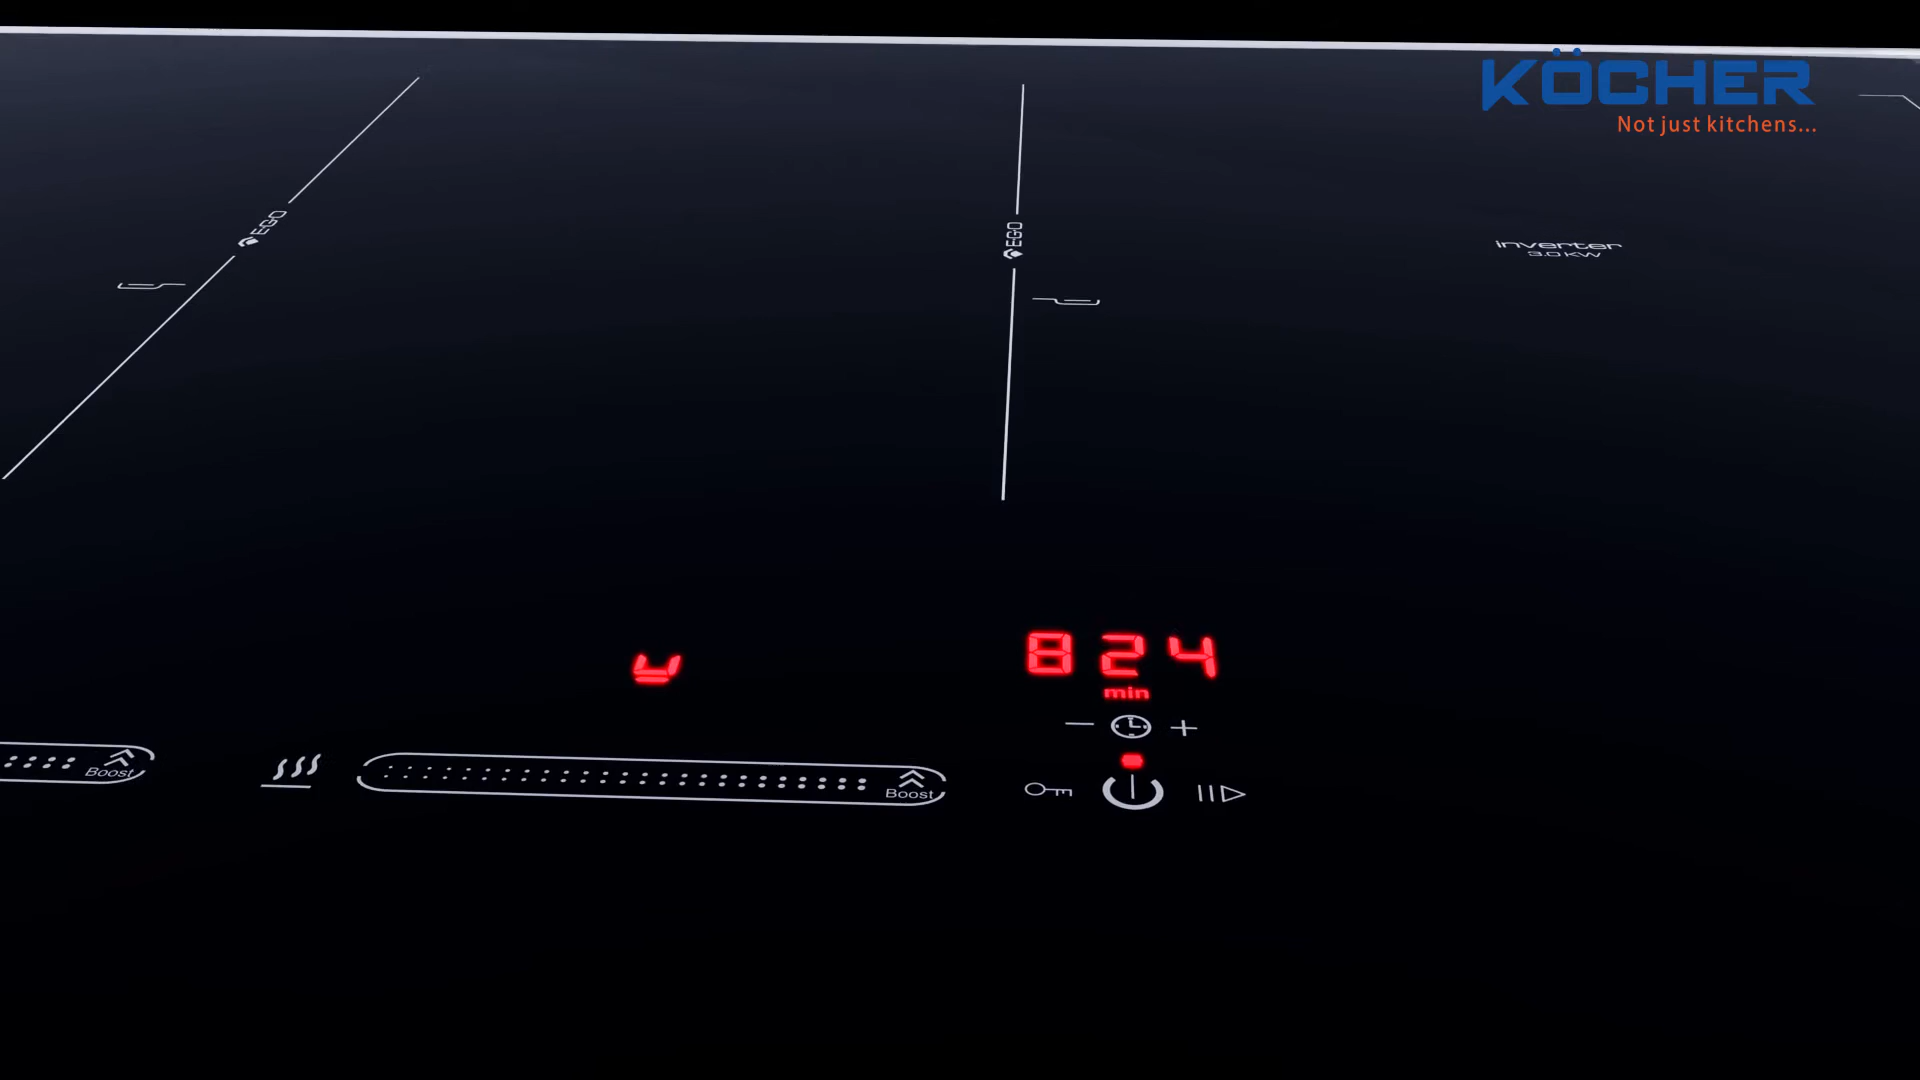 KÖCHER
Not just kitchens...
EGO
EGO
inverter
3.0 KW
824
min
Boost
Boost